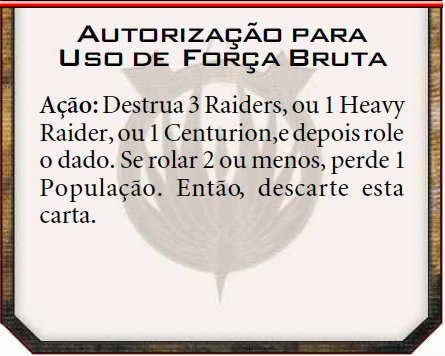 Autorização para
Uso de Força Bruta
Ação: Destrua 3 Raiders, ou 1 Heavy
Raider, ou 1 Centurion,e depois role
o dado. Se rolar 2 ou menos, perde 1
População. Então, descarte esta
carta.